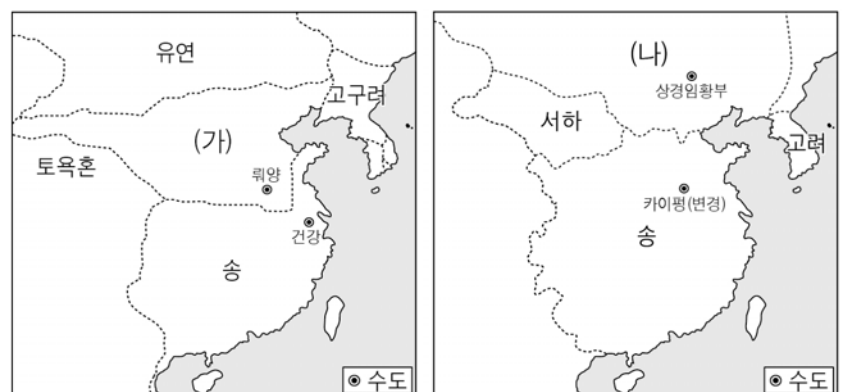 유연
고구려
(가)
토욕혼
뤄양
건강
송
◉ 수도
(나)
상경임황부
서하
고려
카이펑(변경)
송
◉ 수도